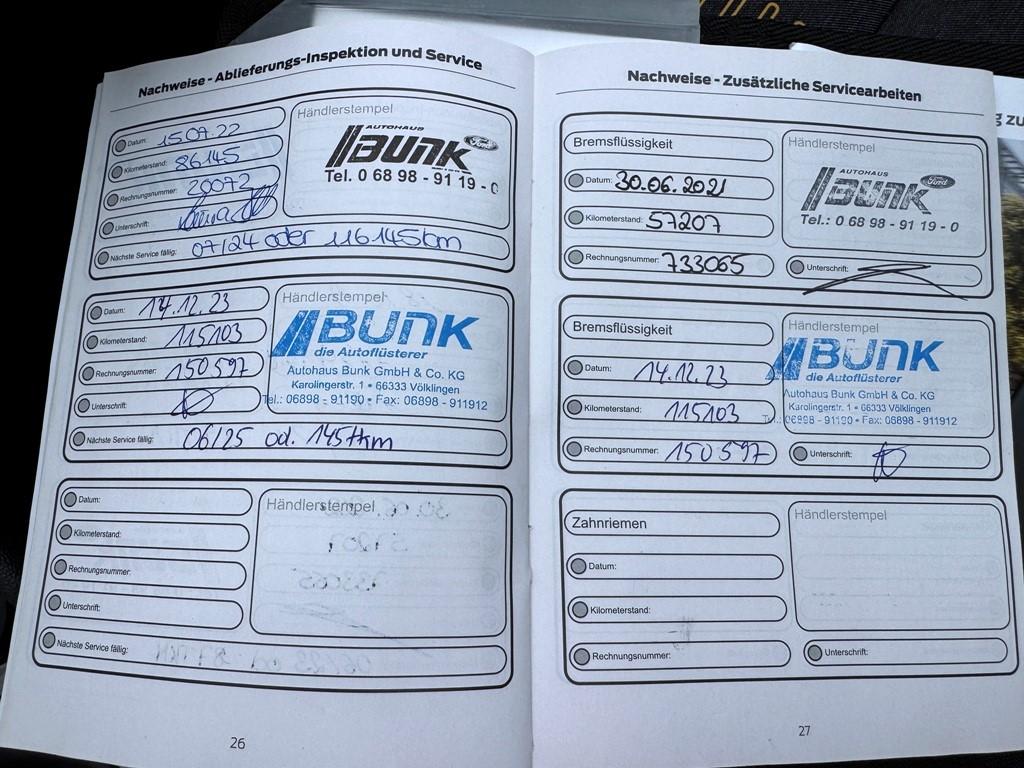 Nachweise - Ablieferungs-Inspektion und Service
Datum: 15.07.22
Kilometerstand: 86145
Rechnungsnummer: 20072
Unterschrift:
Nächste Service fällig: 07/24 oder 116145km
Händlerstempel
AUTOHAUS
BUNK Ford
Tel. 0 68 98 - 91 19 - 0
Datum: 14.12.23
Kilometerstand: 115103
Rechnungsnummer: 150597
Unterschrift:
Nächste Service fällig: 06/25 od. 145tkm
Händlerstempel
BUNK
die Autoflüsterer
Autohaus Bunk GmbH & Co. KG
Karolingerstr. 1 • 66333 Völklingen
Tel.: 06898 - 91190 • Fax: 06898 - 911912
Datum:
Kilometerstand:
Rechnungsnummer:
Unterschrift:
Nächste Service fällig:
Händlerstempel
26
Nachweise - Zusätzliche Servicearbeiten
Bremsflüssigkeit
Datum: 30.06.2021
Kilometerstand: 57207
Rechnungsnummer: 733065
Händlerstempel
AUTOHAUS
BUNK Ford
Tel.: 0 68 98 - 91 19 - 0
Unterschrift:
Bremsflüssigkeit
Datum: 14.12.23
Kilometerstand: 115103
Rechnungsnummer: 150597
Händlerstempel
BUNK
die Autoflüsterer
Autohaus Bunk GmbH & Co. KG
Karolingerstr. 1 • 66333 Völklingen
Tel.: 06898 - 91190 • Fax: 06898 - 911912
Unterschrift:
Zahnriemen
Datum:
Kilometerstand:
Rechnungsnummer:
Händlerstempel
Unterschrift:
27
zu